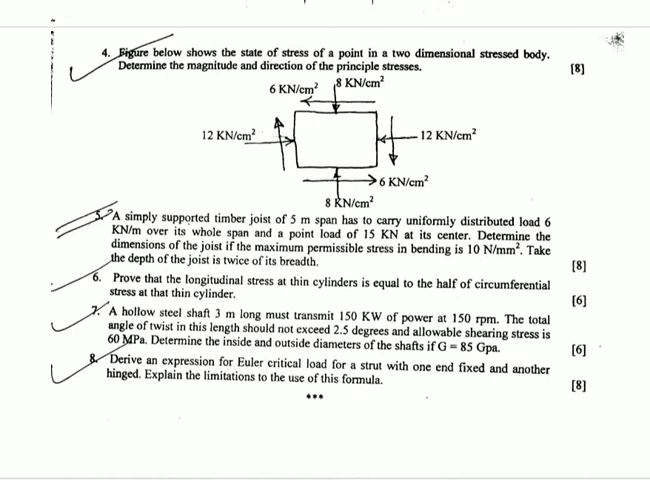 4. Figure below shows the state of stress of a point in a two dimensional stressed body.
Determine the magnitude and direction of the principle stresses. [8]
6 KN/cm² 8 KN/cm²
12 KN/cm² 12 KN/cm²
6 KN/cm²
8 KN/cm²
5. A simply supported timber joist of 5 m span has to carry uniformly distributed load 6
KN/m over its whole span and a point load of 15 KN at its center. Determine the
dimensions of the joist if the maximum permissible stress in bending is 10 N/mm². Take
the depth of the joist is twice of its breadth. [8]
6. Prove that the longitudinal stress at thin cylinders is equal to the half of circumferential
stress at that thin cylinder. [6]
7. A hollow steel shaft 3 m long must transmit 150 KW of power at 150 rpm. The total
angle of twist in this length should not exceed 2.5 degrees and allowable shearing stress is
60 MPa. Determine the inside and outside diameters of the shafts if G = 85 Gpa. [6]
8. Derive an expression for Euler critical load for a strut with one end fixed and another
hinged. Explain the limitations to the use of this formula. [8]
***